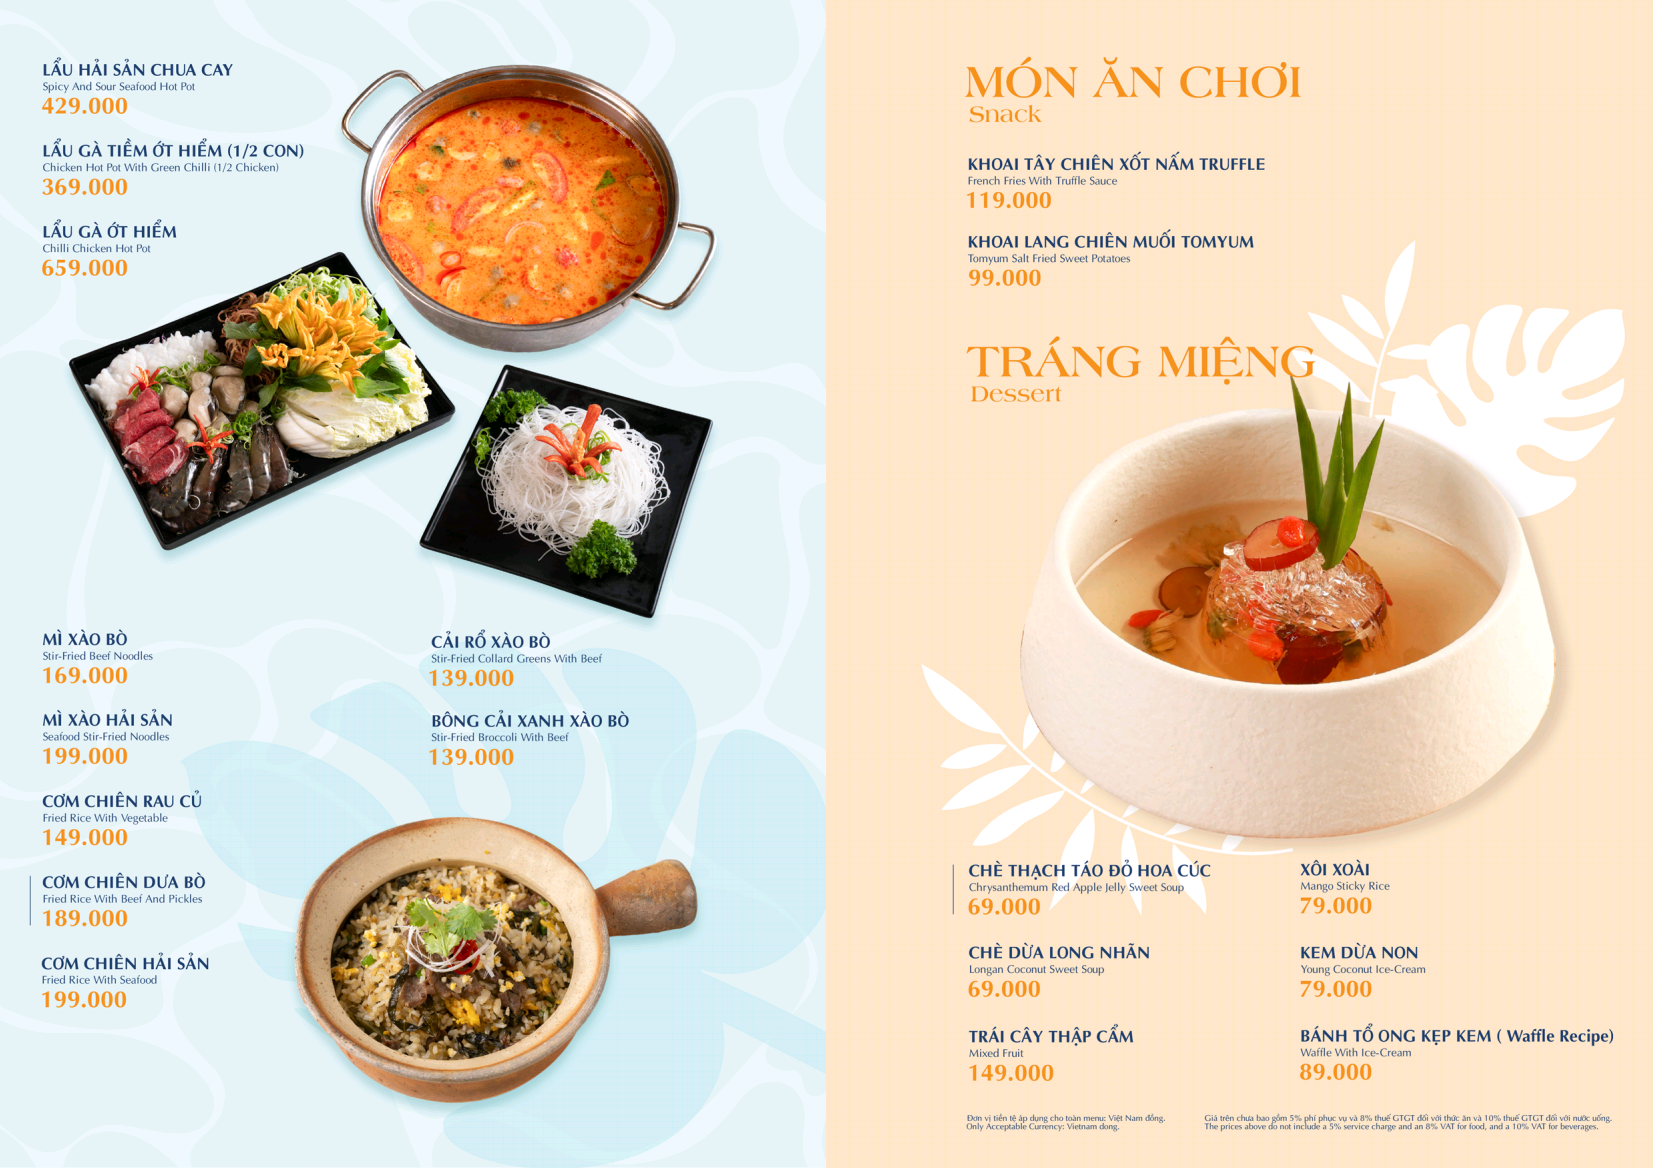 LẨU HẢI SẢN CHUA CAY
Spicy And Sour Seafood Hot Pot
429.000
LẨU GÀ TIỀM ỚT HIỂM (1/2 CON)
Chicken Hot Pot With Green Chilli (1/2 Chicken)
369.000
LẨU GÀ ỚT HIỂM
Chilli Chicken Hot Pot
659.000
MÌ XÀO BÒ
Stir-Fried Beef Noodles
169.000
MÌ XÀO HẢI SẢN
Seafood Stir-Fried Noodles
199.000
CƠM CHIÊN RAU CỦ
Fried Rice With Vegetable
149.000
CƠM CHIÊN DƯA BÒ
Fried Rice With Beef And Pickles
189.000
CƠM CHIÊN HẢI SẢN
Fried Rice With Seafood
199.000
CẢI RỔ XÀO BÒ
Stir-Fried Collard Greens With Beef
139.000
BÔNG CẢI XANH XÀO BÒ
Stir-Fried Broccoli With Beef
139.000
MÓN ĂN CHƠI
Snack
KHOAI TÂY CHIÊN XỐT NẤM TRUFFLE
French Fries With Truffle Sauce
119.000
KHOAI LANG CHIÊN MUỐI TOMYUM
Tomyum Salt Fried Sweet Potatoes
99.000
TRÁNG MIỆNG
Dessert
CHÈ THẠCH TÁO ĐỎ HOA CÚC
Chrysanthemum Red Apple Jelly Sweet Soup
69.000
CHÈ DỪA LONG NHÃN
Longan Coconut Sweet Soup
69.000
TRÁI CÂY THẬP CẨM
Mixed Fruit
149.000
XÔI XOÀI
Mango Sticky Rice
79.000
KEM DỪA NON
Young Coconut Ice-Cream
79.000
BÁNH TỔ ONG KẸP KEM ( Waffle Recipe)
Waffle With Ice-Cream
89.000
Đơn vị tiền tệ áp dụng cho toàn menu: Việt Nam đồng.
Only Acceptable Currency: Vietnam dong.
Giá trên chưa bao gồm 5% phí phục vụ và 8% thuế GTGT đối với thức ăn và 10% thuế GTGT đối với nước uống.
The prices above do not include a 5% service charge and an 8% VAT for food, and a 10% VAT for beverages.